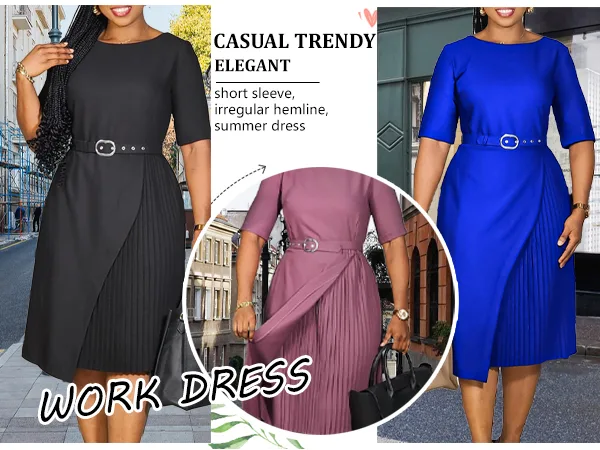 CASUAL TRENDY
ELEGANT
short sleeve,
irregular hemline,
summer dress
WORK DRESS